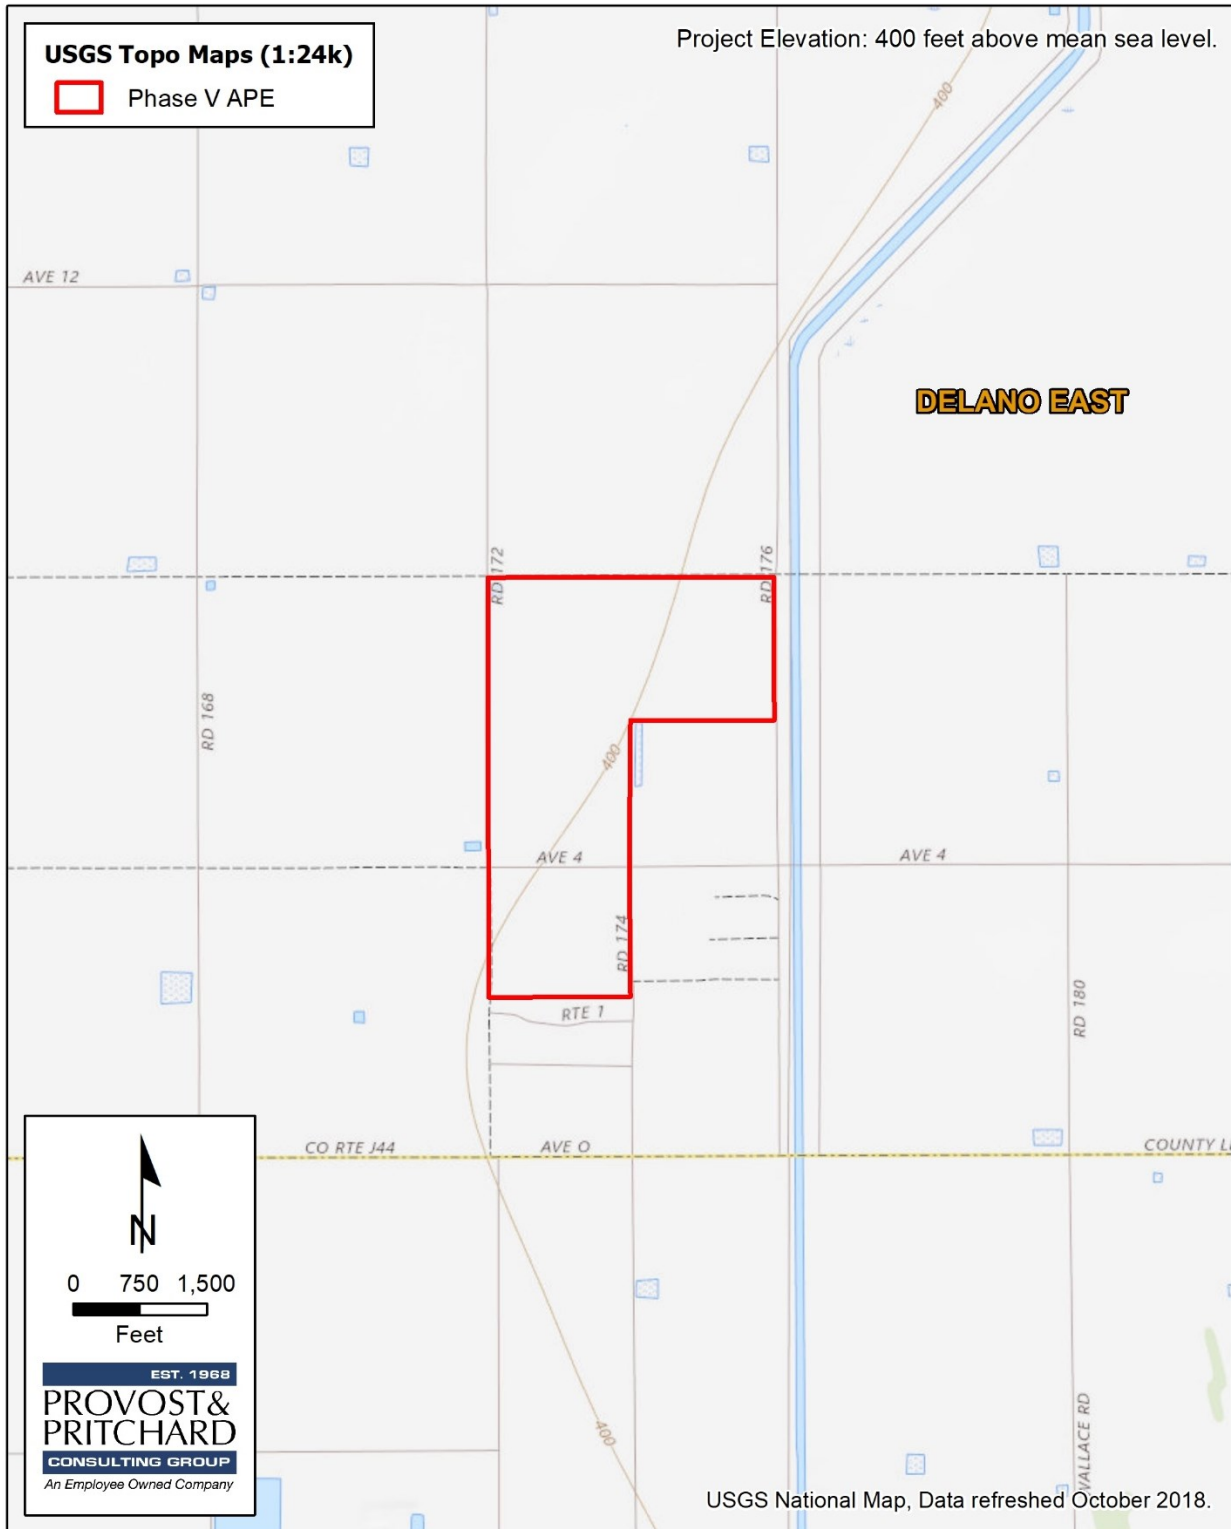 USGS Topo Maps (1:24k)
Phase V APE
Project Elevation: 400 feet above mean sea level.
400
AVE 12
DELANO EAST
RD 172
RD 176
RD 168
400
AVE 4
AVE 4
RD 174
RTE 1
RD 180
CO RTE J44
AVE O
COUNTY LI
N
0 750 1,500
Feet
EST. 1968
PROVOST&
PRITCHARD
CONSULTING GROUP
An Employee Owned Company
400
WALLACE RD
USGS National Map, Data refreshed October 2018.